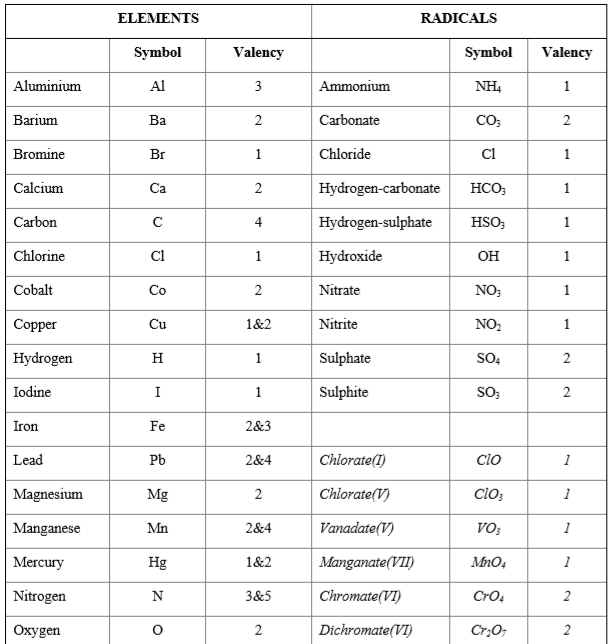 ELEMENTS RADICALS
Symbol Valency Symbol Valency
Aluminium Al 3 Ammonium NH₄ 1
Barium Ba 2 Carbonate CO₃ 2
Bromine Br 1 Chloride Cl 1
Calcium Ca 2 Hydrogen-carbonate HCO₃ 1
Carbon C 4 Hydrogen-sulphate HSO₃ 1
Chlorine Cl 1 Hydroxide OH 1
Cobalt Co 2 Nitrate NO₃ 1
Copper Cu 1&2 Nitrite NO₂ 1
Hydrogen H 1 Sulphate SO₄ 2
Iodine I 1 Sulphite SO₃ 2
Iron Fe 2&3
Lead Pb 2&4 Chlorate(I) ClO 1
Magnesium Mg 2 Chlorate(V) ClO₃ 1
Manganese Mn 2&4 Vanadate(V) VO₃ 1
Mercury Hg 1&2 Manganate(VII) MnO₄ 1
Nitrogen N 3&5 Chromate(VI) CrO₄ 2
Oxygen O 2 Dichromate(VI) Cr₂O₇ 2